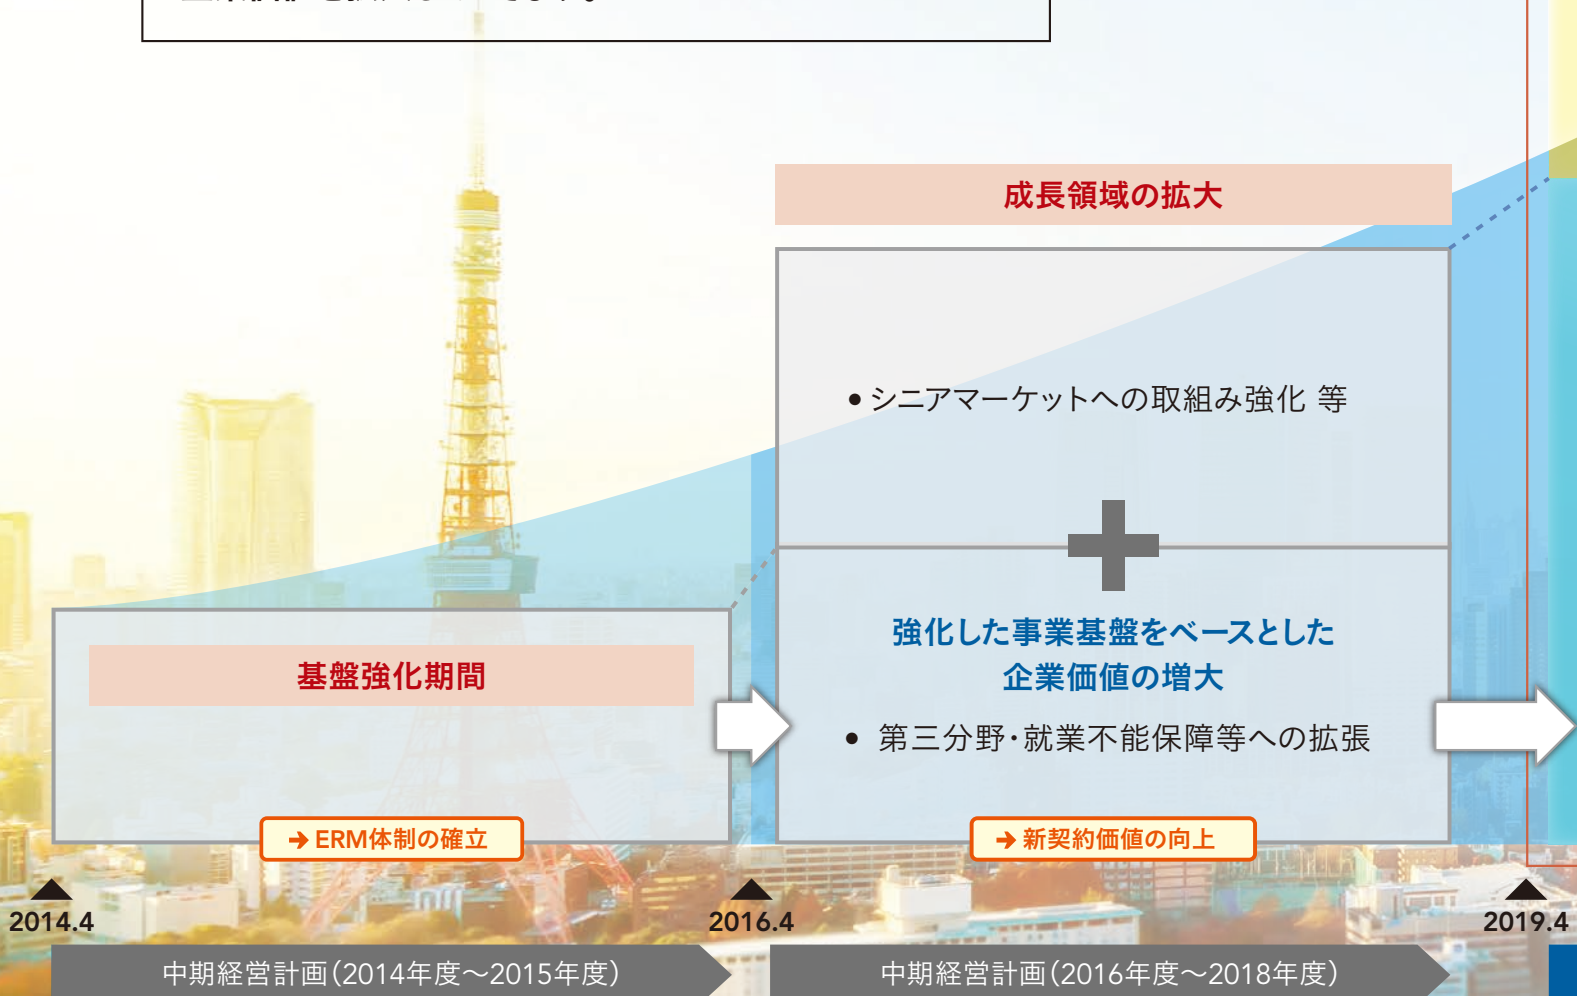 成長領域の拡大
• シニアマーケットへの取組み強化 等
強化した事業基盤をベースとした
企業価値の増大
• 第三分野・就業不能保障等への拡張
➔ 新契約価値の向上
基盤強化期間
➔ ERM体制の確立
2014.4
2016.4
2019.4
中期経営計画（2014年度～2015年度）
中期経営計画（2016年度～2018年度）